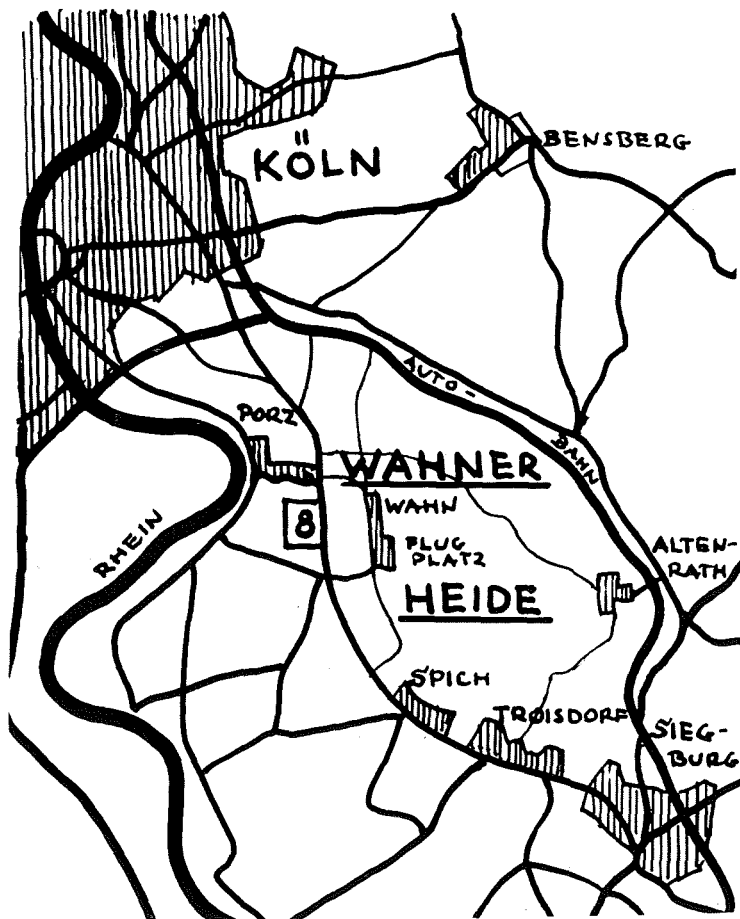 KÖLN
BENSBERG
AUTO-
BAHN
PORZ
WAHNER
8
WAHN
FLUG
PLATZ
RHEIN
ALTEN-
RATH
HEIDE
SPICH
TROISDORF
SIEG-
BURG